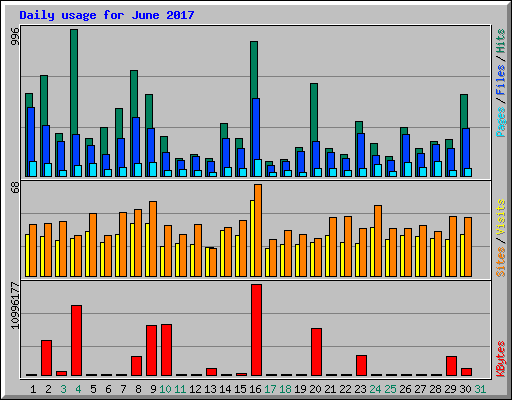 Daily usage for June 2017
996
Pages / Files / Hits
68
Sites / Visits
10996177
KBytes
1 2 3 4 5 6 7 8 9 10 11 12 13 14 15 16 17 18 19 20 21 22 23 24 25 26 27 28 29 30 31